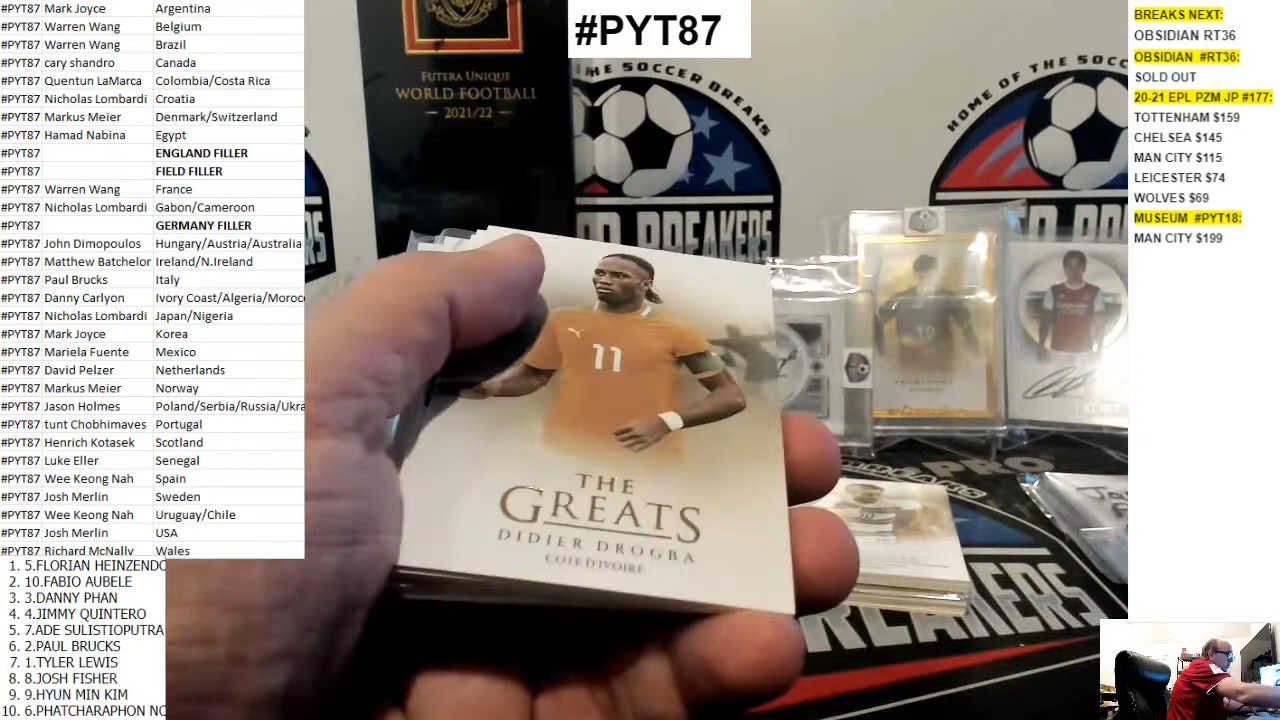 #PYT87 Mark Joyce Argentina
#PYT87 Warren Wang Belgium
#PYT87 Warren Wang Brazil
#PYT87 cary shandro Canada
#PYT87 Quentun LaMarca Colombia/Costa Rica
#PYT87 Nicholas Lombardi Croatia
#PYT87 Markus Meier Denmark/Switzerland
#PYT87 Hamad Nabina Egypt
#PYT87 ENGLAND FILLER
#PYT87 FIELD FILLER
#PYT87 Warren Wang France
#PYT87 Nicholas Lombardi Gabon/Cameroon
#PYT87 GERMANY FILLER
#PYT87 John Dimopoulos Hungary/Austria/Australia
#PYT87 Matthew Batchelor Ireland/N.Ireland
#PYT87 Paul Brucks Italy
#PYT87 Danny Carlyon Ivory Coast/Algeria/Moroc
#PYT87 Nicholas Lombardi Japan/Nigeria
#PYT87 Mark Joyce Korea
#PYT87 Mariela Fuente Mexico
#PYT87 David Pelzer Netherlands
#PYT87 Markus Meier Norway
#PYT87 Jason Holmes Poland/Serbia/Russia/Ukra
#PYT87 tunt Chobhimaves Portugal
#PYT87 Henrich Kotasek Scotland
#PYT87 Luke Eller Senegal
#PYT87 Wee Keong Nah Spain
#PYT87 Josh Merlin Sweden
#PYT87 Wee Keong Nah Uruguay/Chile
#PYT87 Josh Merlin USA
#PYT87 Richard McNally Wales
1. 5.FLORIAN HEINZENDO
2. 10.FABIO AUBELE
3. 3.DANNY PHAN
4. 4.JIMMY QUINTERO
5. 7.ADE SULISTIOPUTRA
6. 2.PAUL BRUCKS
7. 1.TYLER LEWIS
8. 8.JOSH FISHER
9. 9.HYUN MIN KIM
10. 6.PHATCHARAPHON NO
#PYT87
FUTERA UNIQUE
WORLD FOOTBALL
2021/22
HOME OF THE SOCCER BREAKS
THE
GREATS
DIDIER DROGBA
COTE D'IVOIRE
BREAKERS
BREAKS NEXT:
OBSIDIAN RT36
OBSIDIAN #RT36:
SOLD OUT
20-21 EPL PZM JP #177:
TOTTENHAM $159
CHELSEA $145
MAN CITY $115
LEICESTER $74
WOLVES $69
MUSEUM #PYT18:
MAN CITY $199